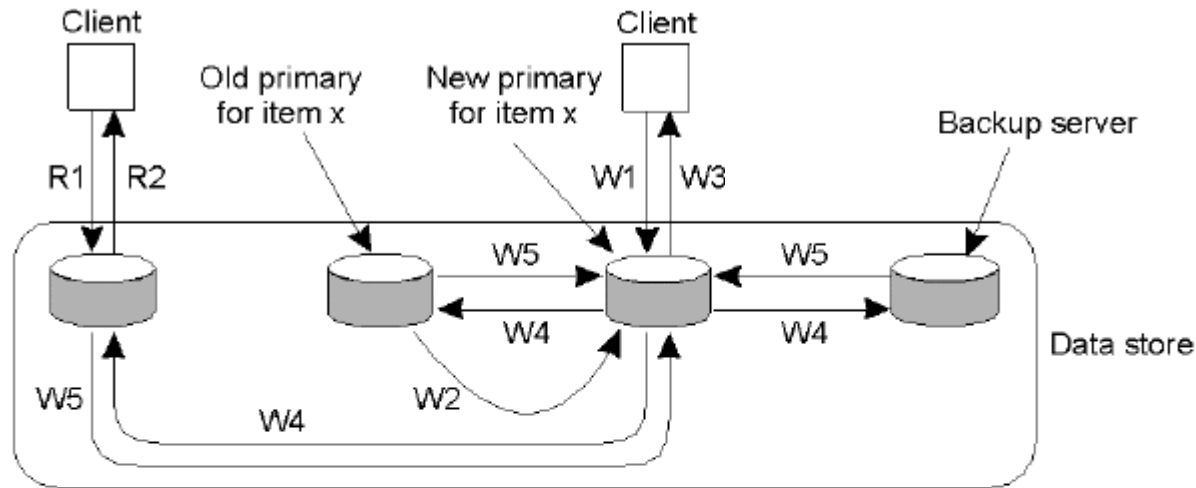 Client
Client
Old primary
for item x
New primary
for item x
Backup server
R1
R2
W1
W3
W5
W5
W4
W4
Data store
W5
W4
W2